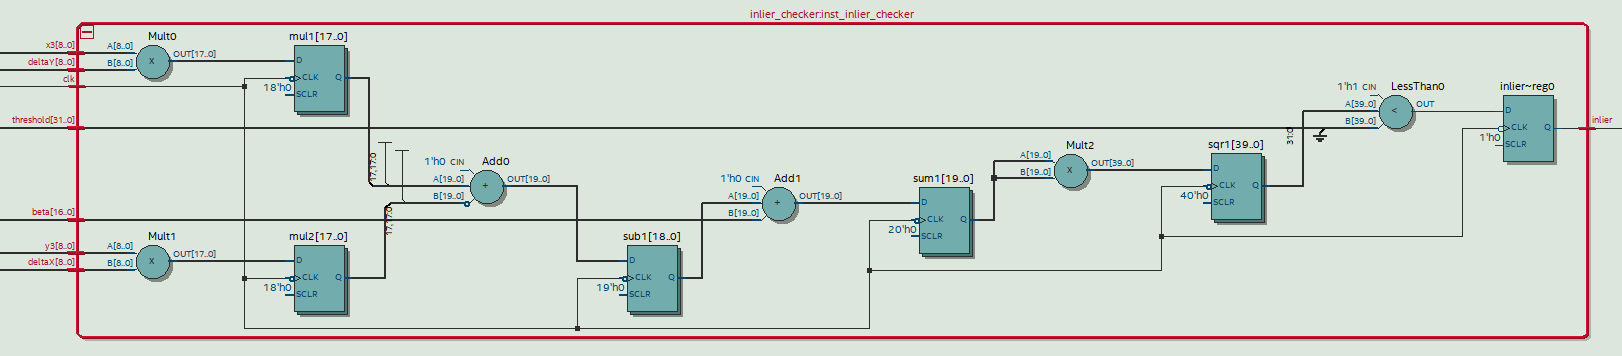 inlier_checker:inst_inlier_checker
x3[8..0]
deltaY[8..0]
clk
threshold[31..0]
beta[16..0]
y3[8..0]
deltaX[8..0]
Mult0
A[8..0]
B[8..0]
OUT[17..0]
x
mul1[17..0]
D
CLK
SCLR
Q
18'h0
Mult1
A[8..0]
B[8..0]
OUT[17..0]
x
mul2[17..0]
D
CLK
SCLR
Q
18'h0
17,17:0
17,17:0
Add0
1'h0 CIN
A[19..0]
B[19..0]
OUT[19..0]
+
sub1[18..0]
D
CLK
SCLR
Q
19'h0
Add1
1'h0 CIN
A[19..0]
B[19..0]
OUT[19..0]
+
sum1[19..0]
D
CLK
SCLR
Q
20'h0
Mult2
A[19..0]
B[19..0]
OUT[39..0]
x
sqr1[39..0]
D
CLK
SCLR
Q
40'h0
31:0
LessThan0
1'h1 CIN
A[39..0]
B[39..0]
OUT
<
inlier~reg0
D
CLK
SCLR
Q
1'h0
inlier